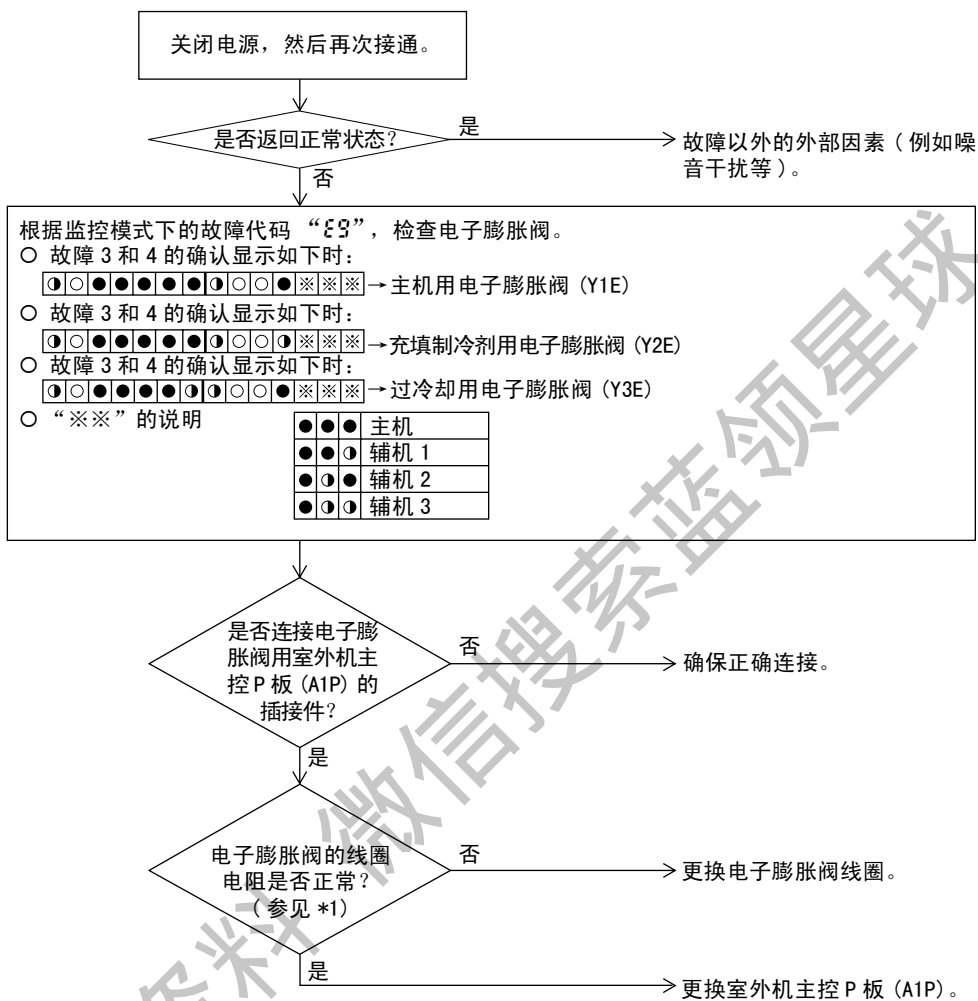 关闭电源，然后再次接通。
是否返回正常状态？
是
故障以外的外部因素（例如噪
音干扰等）。
否
根据监控模式下的故障代码 “E9”，检查电子膨胀阀。
○ 故障 3 和 4 的确认显示如下时：
◑○●●●●●◑○○●※※※→主机用电子膨胀阀 (Y1E)
○ 故障 3 和 4 的确认显示如下时：
◑○●●●●●◑○○◑※※※→充填制冷剂用电子膨胀阀 (Y2E)
○ 故障 3 和 4 的确认显示如下时：
◑○●●●●◑◑○○●※※※→过冷却用电子膨胀阀 (Y3E)
○ “※※”的说明
●●● 主机
●●◑ 辅机 1
●◑● 辅机 2
●◑◑ 辅机 3
是否连接电子膨
胀阀用室外机主
控 P 板 (A1P) 的
插接件？
否
确保正确连接。
是
电子膨胀阀的线圈
电阻是否正常？
（参见 *1）
否
更换电子膨胀阀线圈。
是
更换室外机主控 P 板 (A1P)。
资料 微信搜索蓝领星球